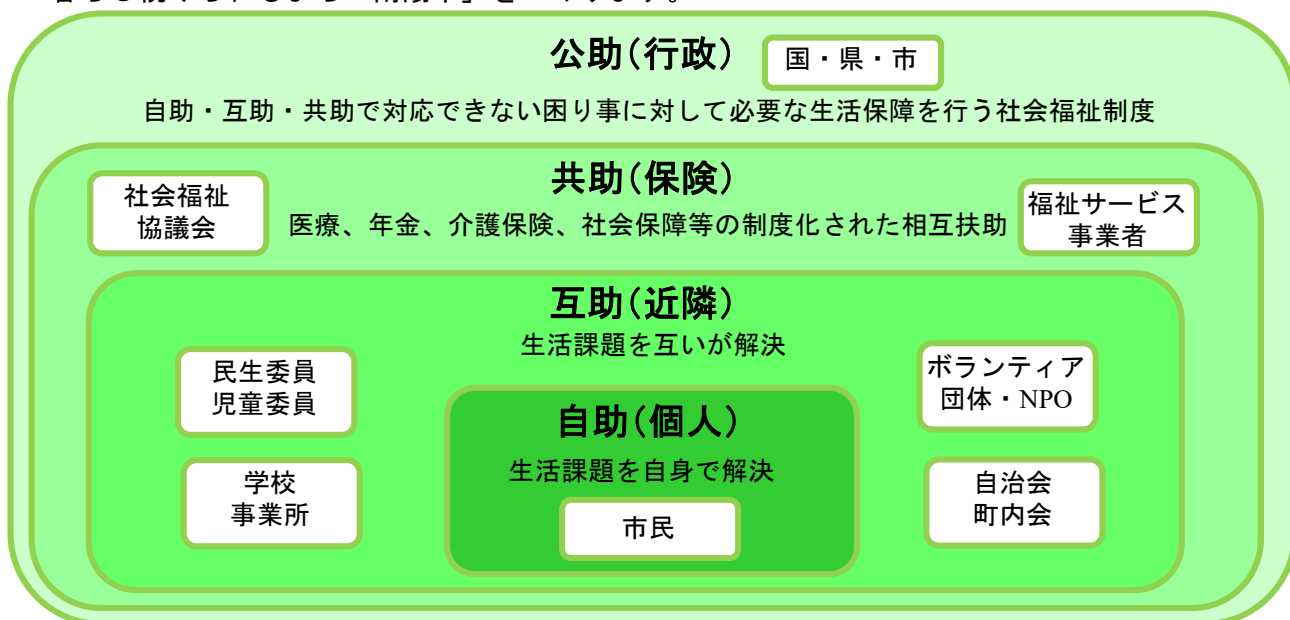 公助(行政)
国・県・市
自助・互助・共助で対応できない困り事に対して必要な生活保障を行う社会福祉制度
共助(保険)
社会福祉
協議会
医療、年金、介護保険、社会保障等の制度化された相互扶助
福祉サービス
事業者
互助(近隣)
生活課題を互いが解決
民生委員
児童委員
ボランティア
団体・NPO
自助(個人)
生活課題を自身で解決
学校
事業所
市民
自治会
町内会